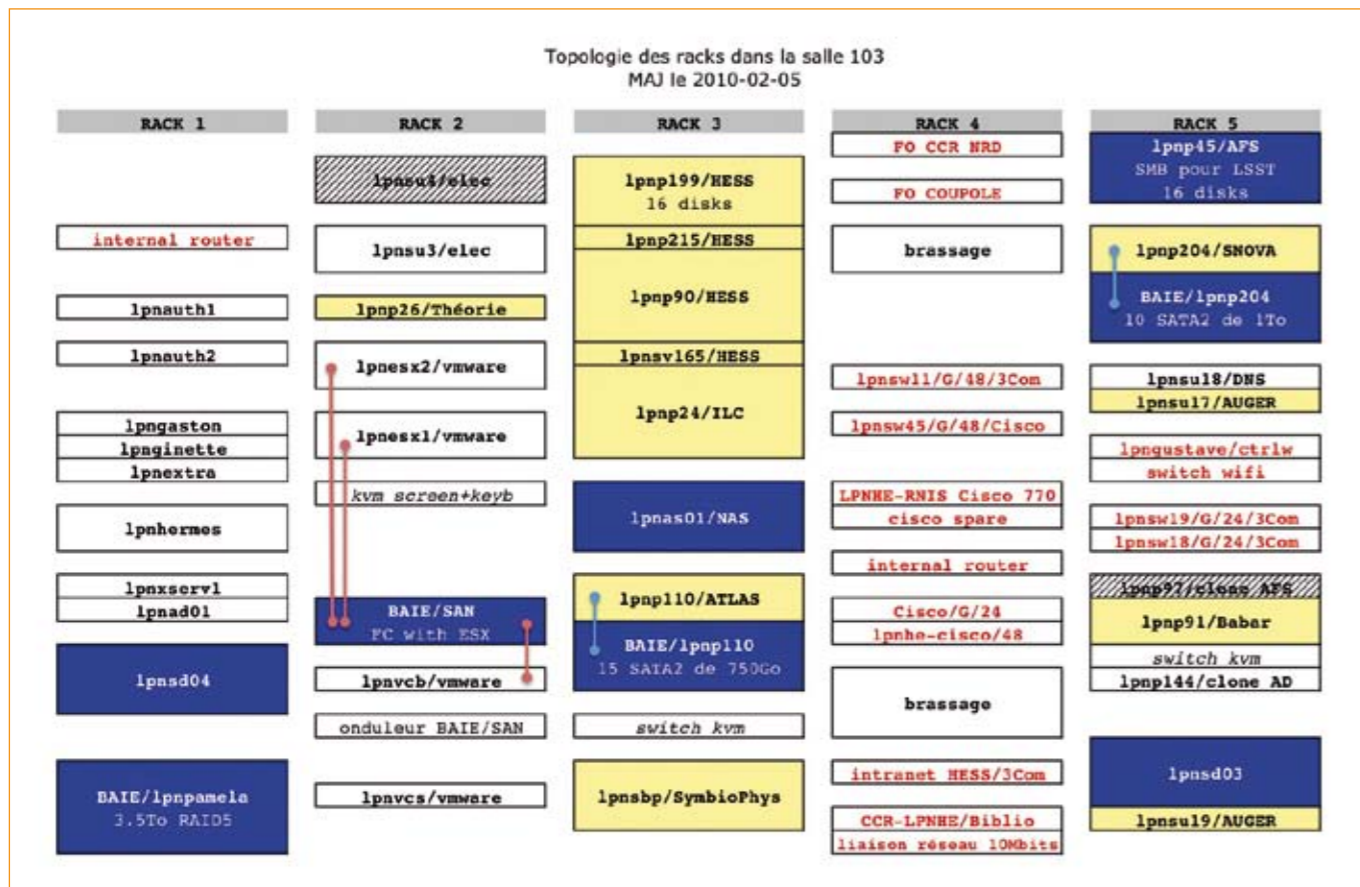 Topologie des racks dans la salle 103
MAJ le 2010-02-05
RACK 1
internal router
lpnauth1
lpnauth2
lpngaston
lpnginette
lpnextra
lpnhermes
lpnxserv1
lpnad01
lpnsd04
BAIE/lpnpamela
3.5To RAID5
RACK 2
lpnsu4/elec
lpnsu3/elec
lpnp26/Théorie
lpnesx2/vmware
lpnesx1/vmware
kvm screen+keyb
BAIE/SAN
FC with ESX
lpnvcb/vmware
onduleur BAIE/SAN
lpnvcs/vmware
RACK 3
lpnp199/HESS
16 disks
lpnp215/HESS
lpnp90/HESS
lpnsv165/HESS
lpnp24/ILC
lpnas01/NAS
lpnp110/ATLAS
BAIE/lpnp110
15 SATA2 de 750Go
switch kvm
lpnsbp/SymbioPhys
RACK 4
FO CCR NRD
FO COUPOLE
brassage
lpnsw11/G/48/3Com
lpnsw45/G/48/Cisco
LPNHE-RNIS Cisco 770
cisco spare
internal router
Cisco/G/24
lpnhe-cisco/48
brassage
intranet HESS/3Com
CCR-LPNHE/Biblio
liaison réseau 10Mbits
RACK 5
lpnp45/AFS
SMB pour LSST
16 disks
lpnp204/SNOVA
BAIE/lpnp204
10 SATA2 de 1To
lpnsu18/DNS
lpnsu17/AUGER
lpngustave/ctrlw
switch wifi
lpnsw19/G/24/3Com
lpnsw18/G/24/3Com
lpnp97/clone AFS
lpnp91/Babar
switch kvm
lpnp144/clone AD
lpnsd03
lpnsu19/AUGER